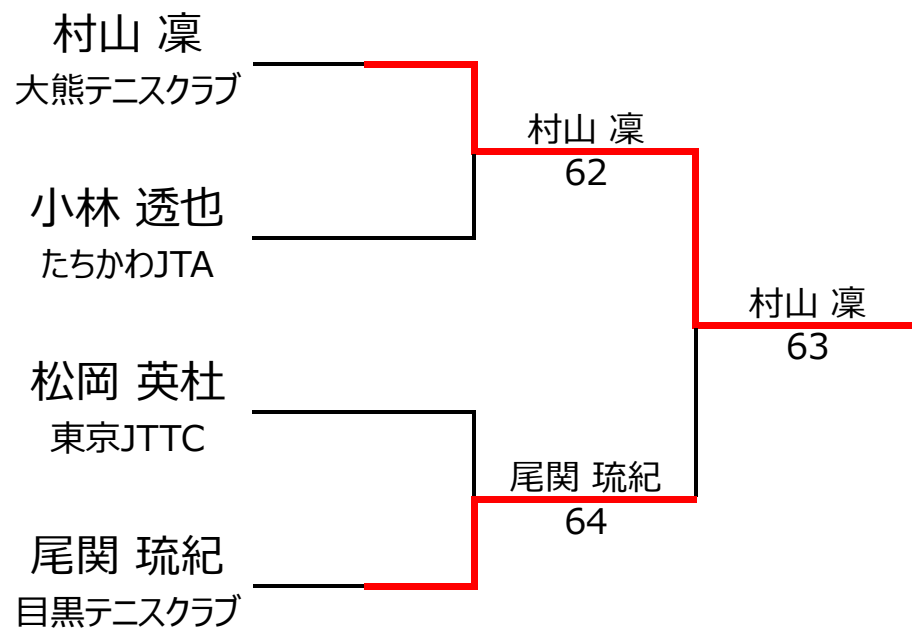 村山 凜
大熊テニスクラブ
小林 透也
たちかわJTA
松岡 英杜
東京JTTC
尾関 琉紀
目黒テニスクラブ
村山 凜
62
尾関 琉紀
64
村山 凜
63